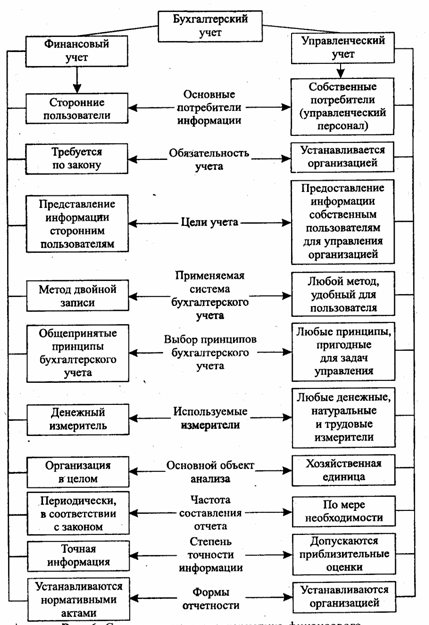 Бухгалтерский
учет
Финансовый
учет
Управленческий
учет
Сторонние
пользователи
Основные
потребители
информации
Собственные
потребители
(управленческий
персонал)
Требуется
по закону
Обязательность
учета
Устанавливается
организацией
Представление
информации
сторонним
пользователям
Цели учета
Предоставление
информации
собственным
пользователям
для управления
организацией
Метод двойной
записи
Применяемая
система
бухгалтерского
учета
Любой метод,
удобный для
пользователя
Общепринятые
принципы
бухгалтерского
учета
Выбор принципов
бухгалтерского
учета
Любые принципы,
пригодные
для задач
управления
Денежный
измеритель
Используемые
измерители
Любые денежные,
натуральные
и трудовые
измерители
Организация
в целом
Основной объект
анализа
Хозяйственная
единица
Периодически,
в соответствии
с законом
Частота
составления
отчета
По мере
необходимости
Точная
информация
Степень
точности
информации
Допускаются
приблизительные
оценки
Устанавливаются
нормативными
актами
Формы
отчетности
Устанавливаются
организацией